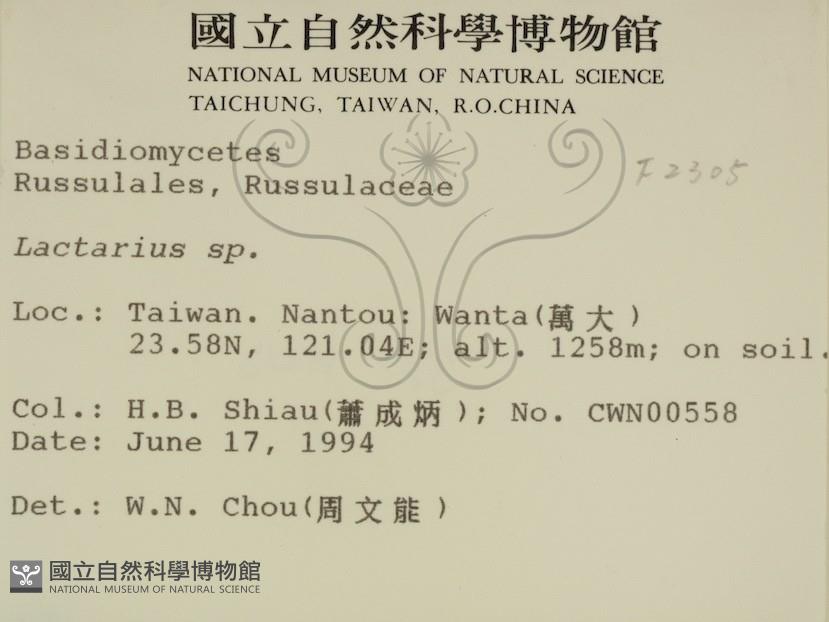 國立自然科學博物館
NATIONAL MUSEUM OF NATURAL SCIENCE
TAICHUNG, TAIWAN, R.O.CHINA
Basidiomycetes
Russulales, Russulaceae
F2305
Lactarius sp.
Loc.: Taiwan. Nantou: Wanta(萬大)
23.58N, 121.04E; alt. 1258m; on soil.
Col.: H.B. Shiau(蕭成炳); No. CWN00558
Date: June 17, 1994
Det.: W.N. Chou(周文能)
國立自然科學博物館
NATIONAL MUSEUM OF NATURAL SCIENCE